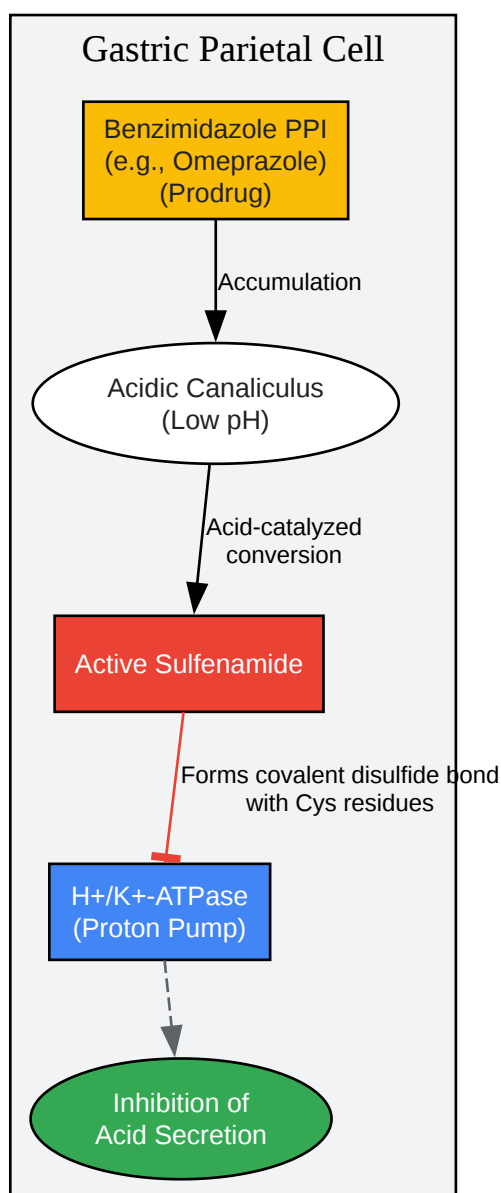 Gastric Parietal Cell
Benzimidazole PPI
(e.g., Omeprazole)
(Prodrug)
Accumulation
Acidic Canaliculus
(Low pH)
Acid-catalyzed
conversion
Active Sulfenamide
Forms covalent disulfide bond
with Cys residues
H+/K+-ATPase
(Proton Pump)
Inhibition of
Acid Secretion